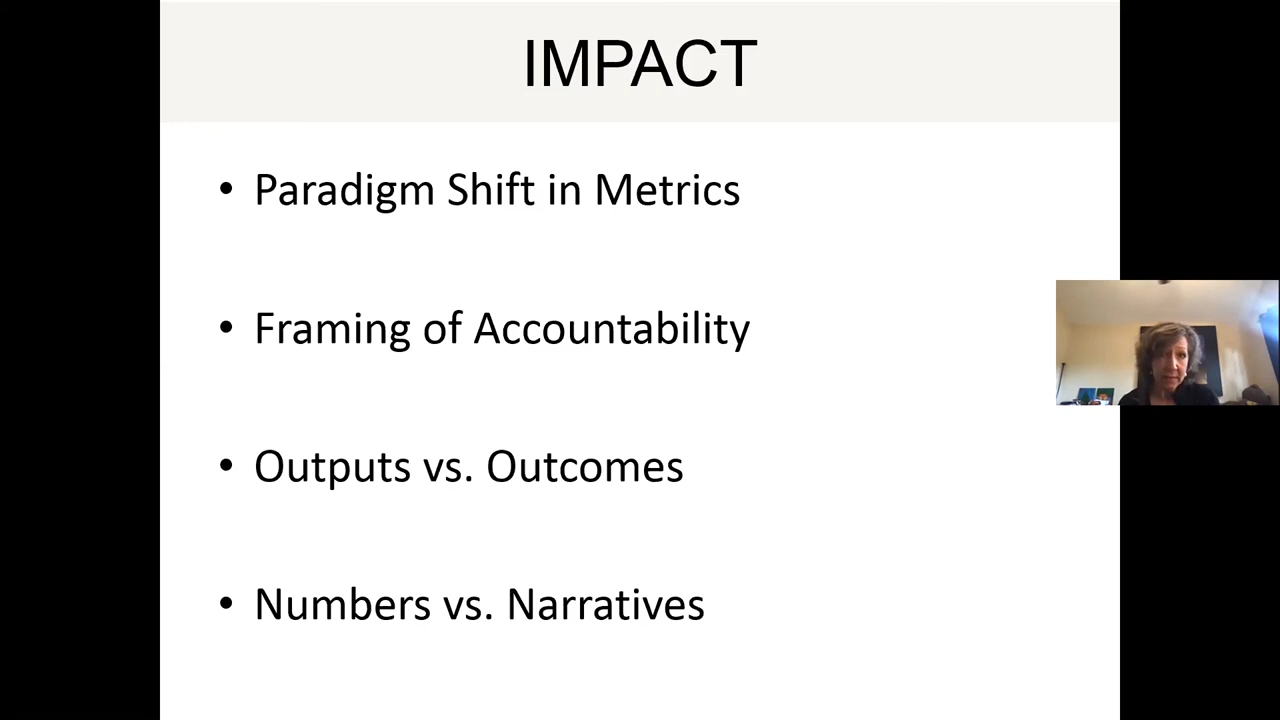 IMPACT
• Paradigm Shift in Metrics
• Framing of Accountability
• Outputs vs. Outcomes
• Numbers vs. Narratives